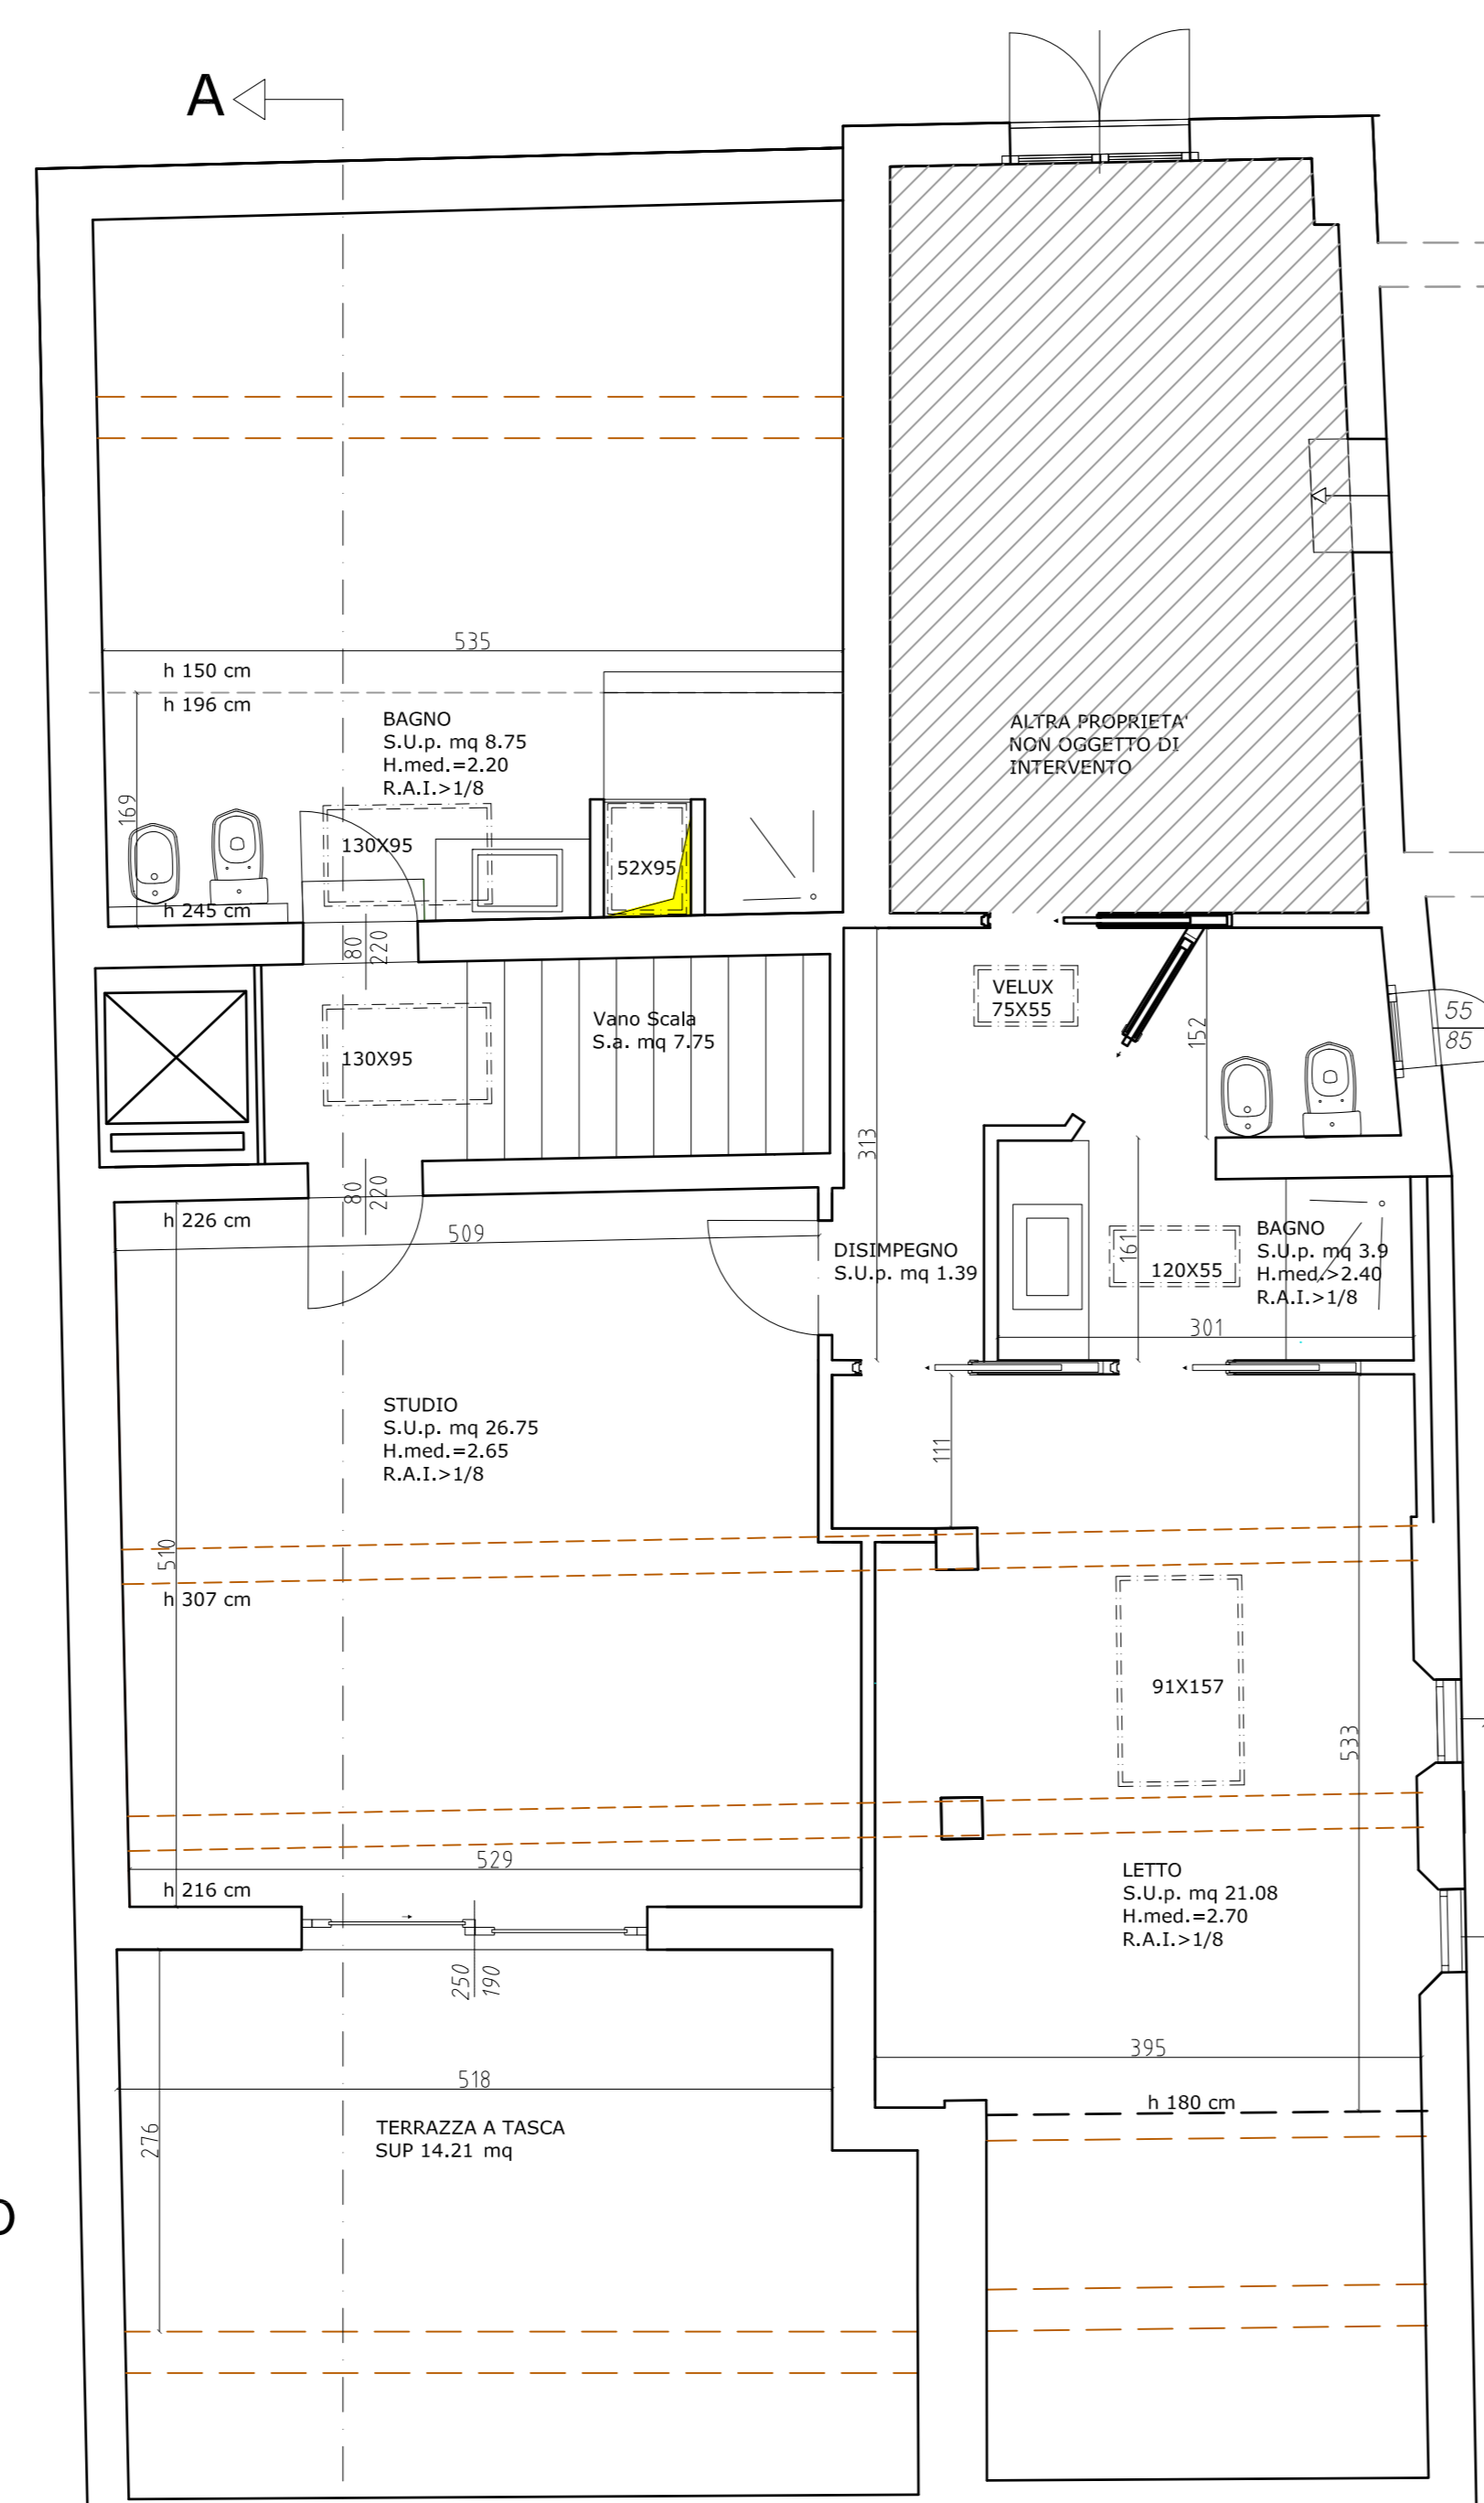 A
535
h 150 cm
h 196 cm
BAGNO
S.U.p. mq 8.75
H.med.=2.20
R.A.I.>1/8
169
130X95
52X95
h 245 cm
80
220
ALTRA PROPRIETA'
NON OGGETTO DI
INTERVENTO
VELUX
75X55
152
55
85
Vano Scala
S.a. mq 7.75
130X95
313
80
220
h 226 cm
509
DISIMPEGNO
S.U.p. mq 1.39
161
120X55
BAGNO
S.U.p. mq 3.9
H.med.>2.40
R.A.I.>1/8
301
STUDIO
S.U.p. mq 26.75
H.med.=2.65
R.A.I.>1/8
111
510
h 307 cm
91X157
533
529
h 216 cm
LETTO
S.U.p. mq 21.08
H.med.=2.70
R.A.I.>1/8
250
190
395
518
h 180 cm
276
TERRAZZA A TASCA
SUP 14.21 mq